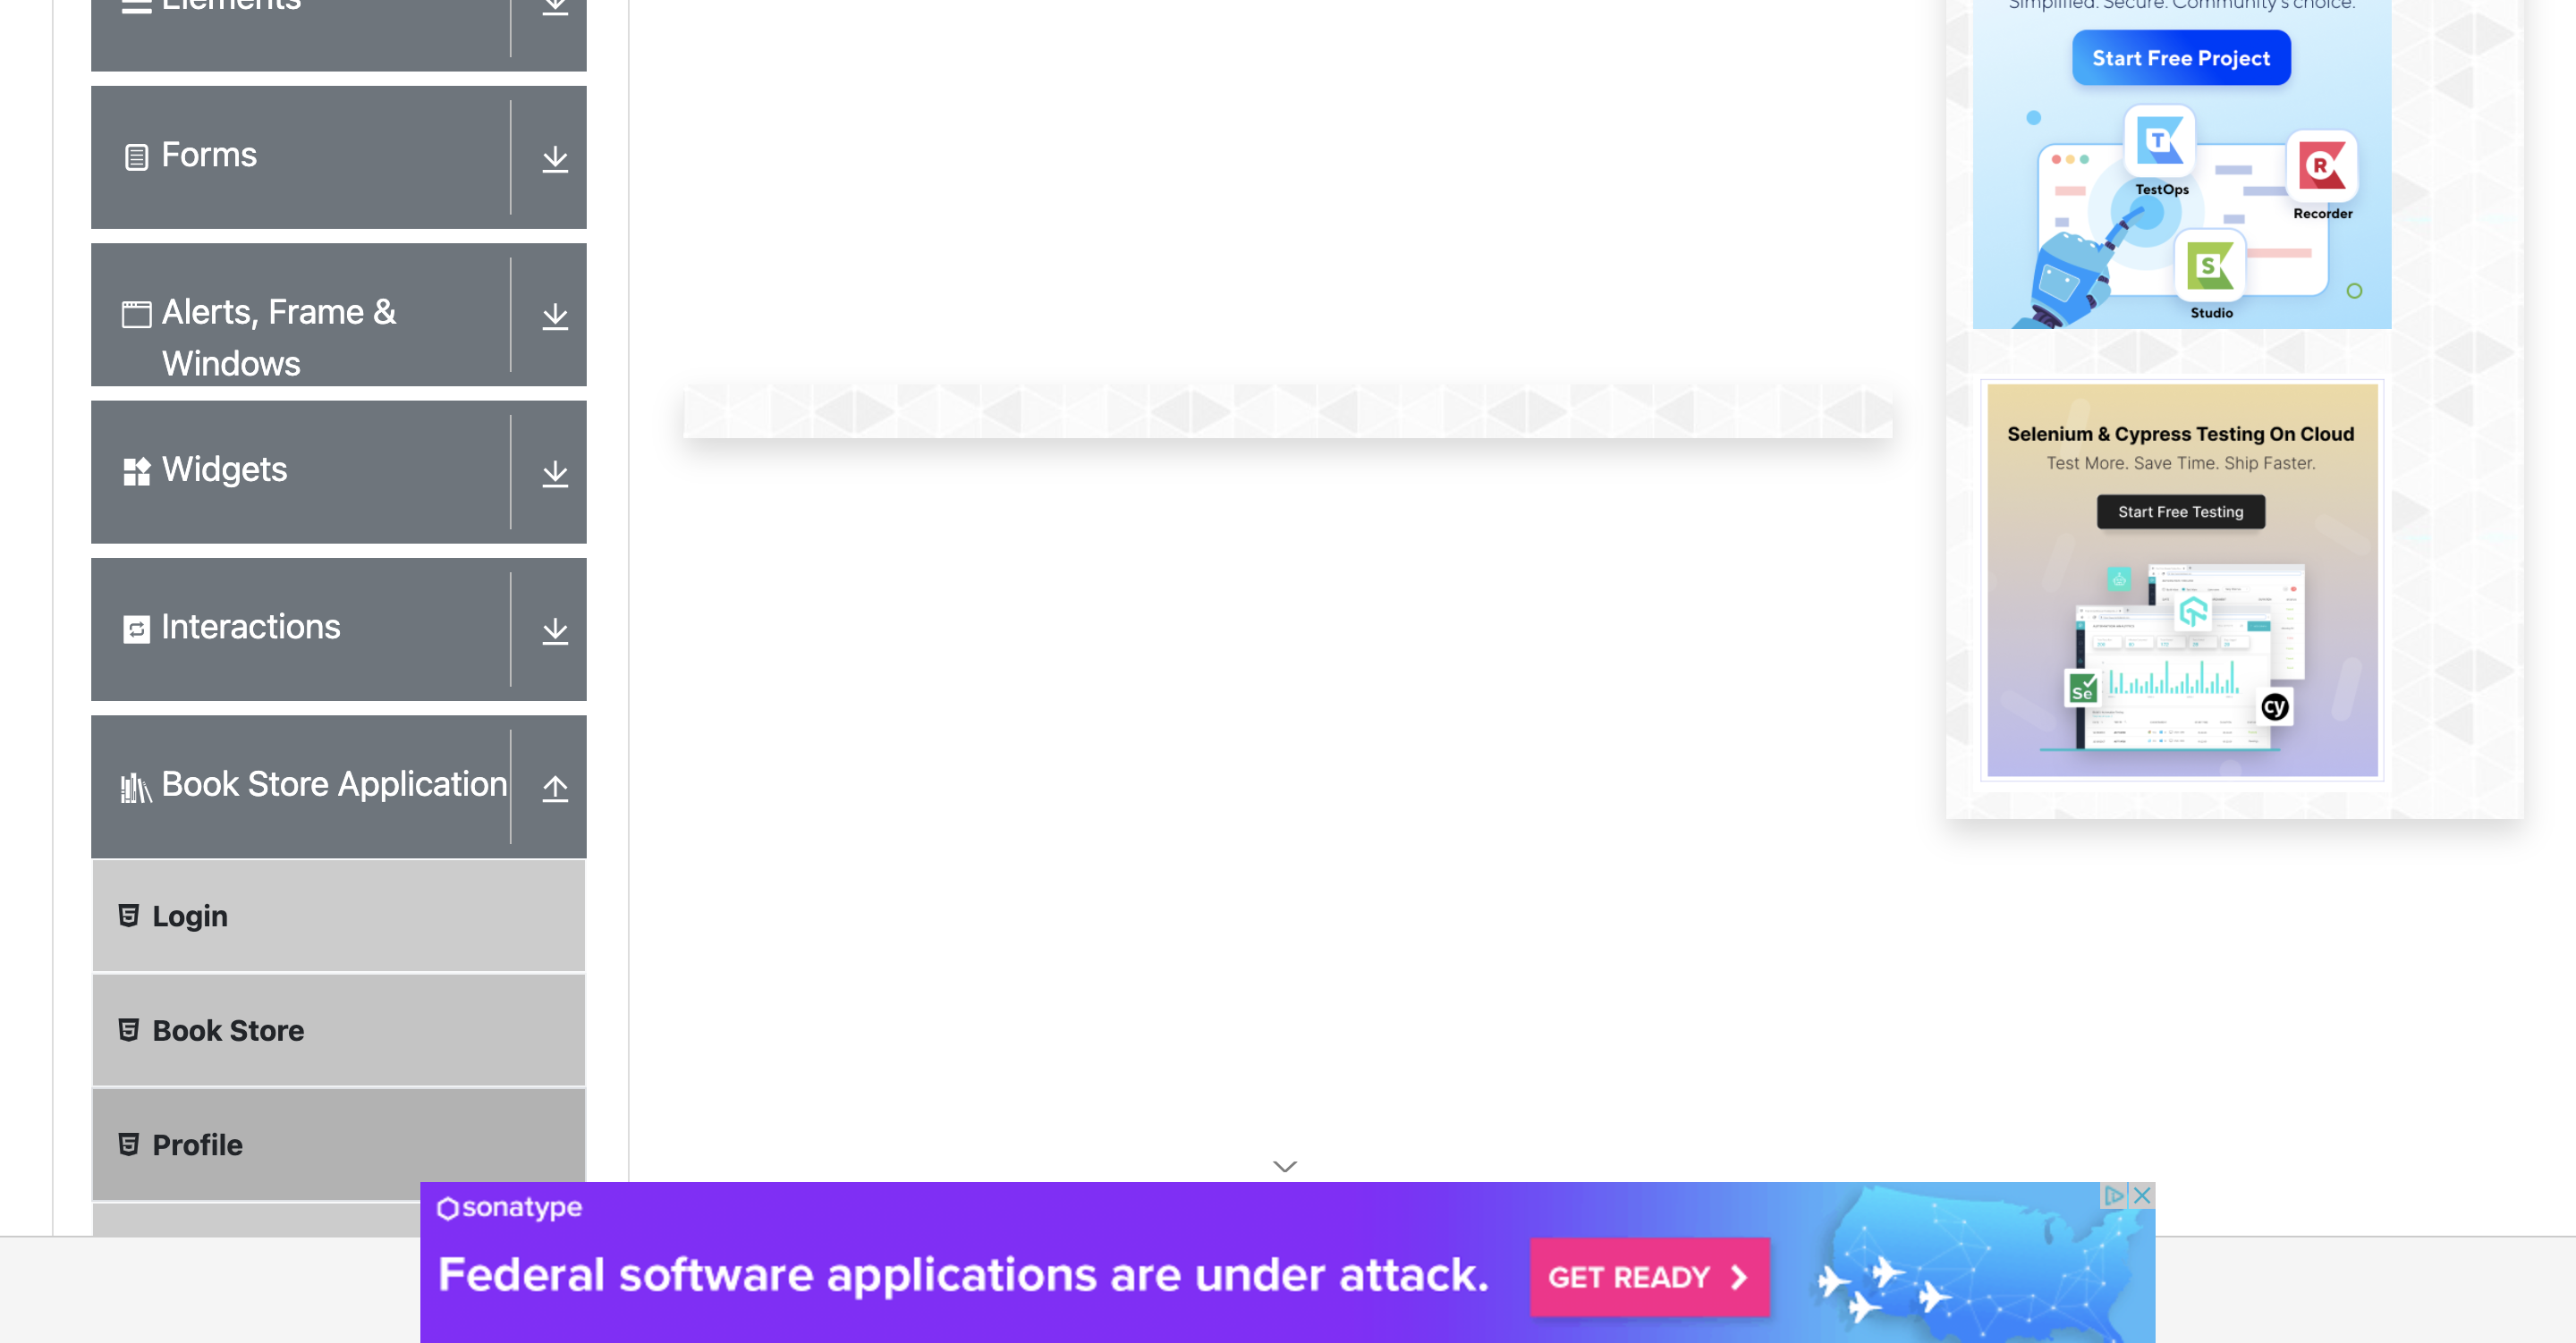 Elements
Forms
Alerts, Frame &
Windows
Widgets
Interactions
Book Store Application
Login
Book Store
Profile
Simplified. Secure. Community's choice.
Start Free Project
T
TestOps
R
Recorder
S
Studio
Selenium & Cypress Testing On Cloud
Test More. Save Time. Ship Faster.
Start Free Testing
Se
cy
sonatype
Federal software applications are under attack.
GET READY